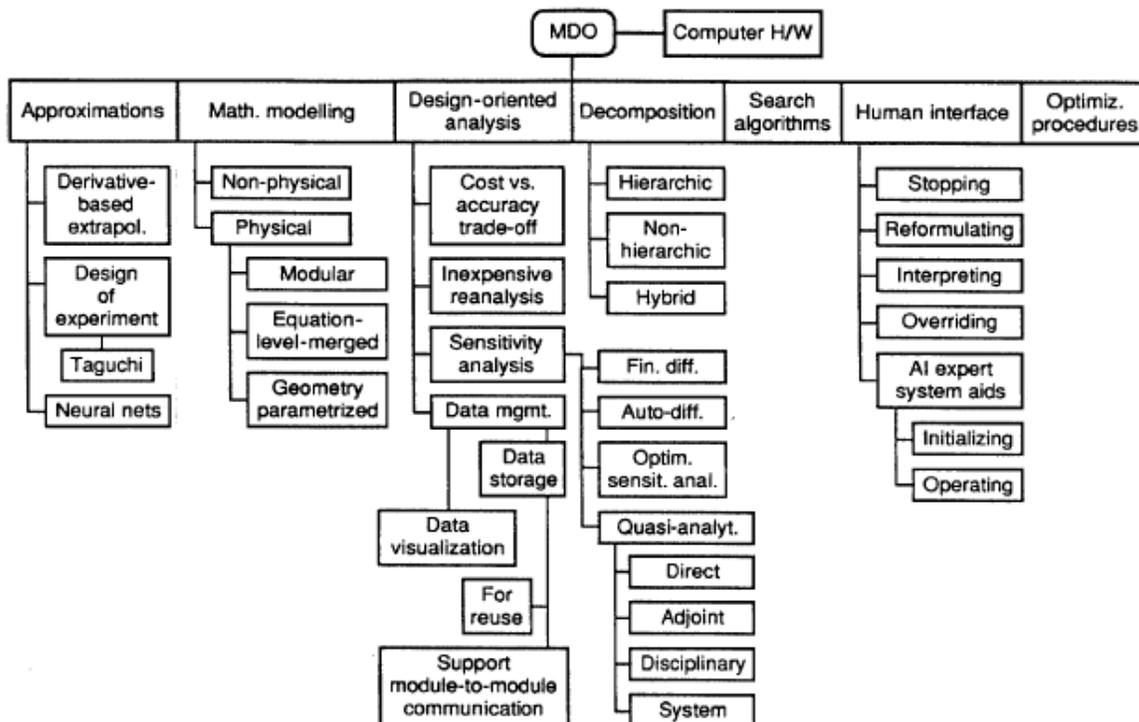 MDO
Computer H/W
Approximations
Math. modelling
Design-oriented
analysis
Decomposition
Search
algorithms
Human interface
Optimiz.
procedures
Derivative-
based
extrapol.
Design
of
experiment
Taguchi
Neural nets
Non-physical
Physical
Modular
Equation-
level-merged
Geometry
parametrized
Cost vs.
accuracy
trade-off
Inexpensive
reanalysis
Sensitivity
analysis
Data mgmt.
Data
storage
Data
visualization
For
reuse
Support
module-to-module
communication
Hierarchic
Non-
hierarchic
Hybrid
Fin. diff.
Auto-diff.
Optim.
sensit. anal.
Quasi-analyt.
Direct
Adjoint
Disciplinary
System
Stopping
Reformulating
Interpreting
Overriding
AI expert
system aids
Initializing
Operating